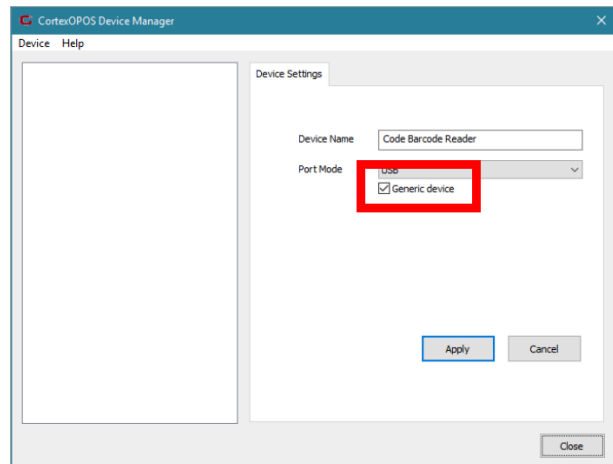 CortexOPOS Device Manager
Device Help
Device Settings
Device Name Code Barcode Reader
Port Mode USB
Generic device
Apply Cancel
Close